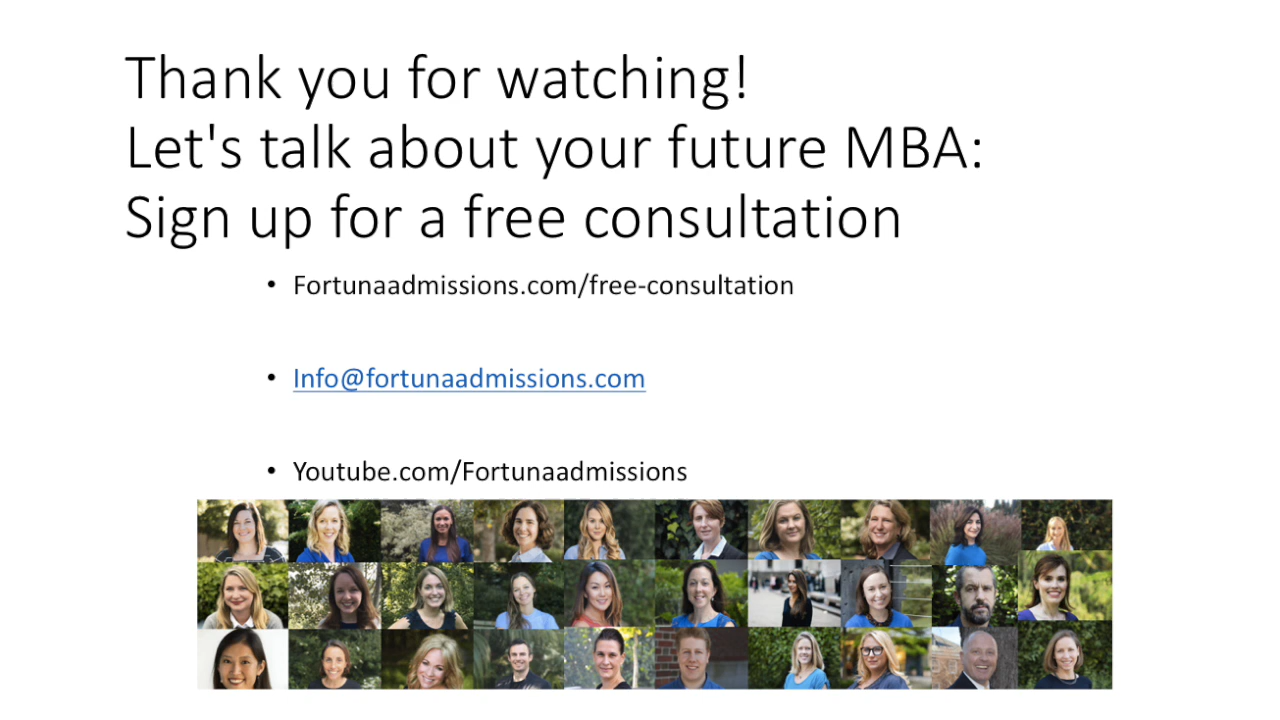 Thank you for watching!
Let's talk about your future MBA:
Sign up for a free consultation
• Fortunaadmissions.com/free-consultation
• Info@fortunaadmissions.com
• Youtube.com/Fortunaadmissions